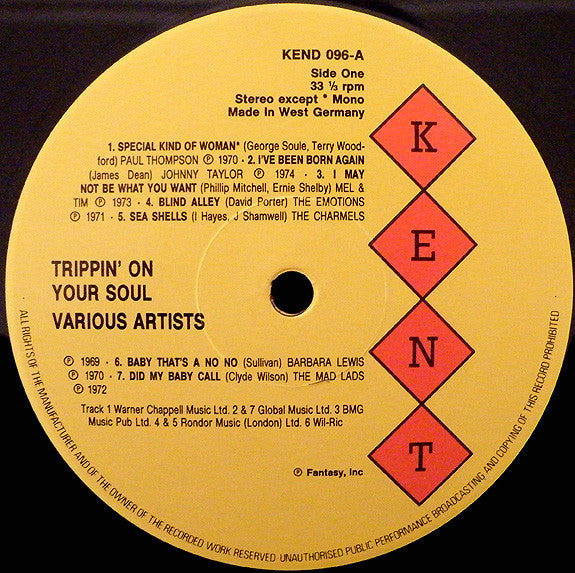 KEND 096-A
Side One
33 ⅓ rpm
Stereo except * Mono
Made In West Germany
1. SPECIAL KIND OF WOMAN* (George Soule, Terry Wood-
ford) PAUL THOMPSON ℗ 1970 · 2. I'VE BEEN BORN AGAIN
(James Dean) JOHNNY TAYLOR ℗ 1974 · 3. I MAY
NOT BE WHAT YOU WANT (Phillip Mitchell, Ernie Shelby) MEL &
TIM ℗ 1973 · 4. BLIND ALLEY (David Porter) THE EMOTIONS
℗ 1971 · 5. SEA SHELLS (I Hayes, J Shamwell) THE CHARMELS
TRIPPIN' ON
YOUR SOUL
VARIOUS ARTISTS
℗ 1969 · 6. BABY THAT'S A NO NO (Sullivan) BARBARA LEWIS
℗ 1970 · 7. DID MY BABY CALL (Clyde Wilson) THE MAD LADS
℗ 1972
Track 1 Warner Chappell Music Ltd. 2 & 7 Global Music Ltd. 3 BMG
Music Pub Ltd. 4 & 5 Rondor Music (London) Ltd. 6 Wil-Ric
℗ Fantasy, Inc
K
E
N
T
ALL RIGHTS OF THE MANUFACTURER AND OF THE OWNER OF THE RECORDED WORK RESERVED UNAUTHORISED PUBLIC PERFORMANCE BROADCASTING AND COPYING OF THIS RECORD PROHIBITED